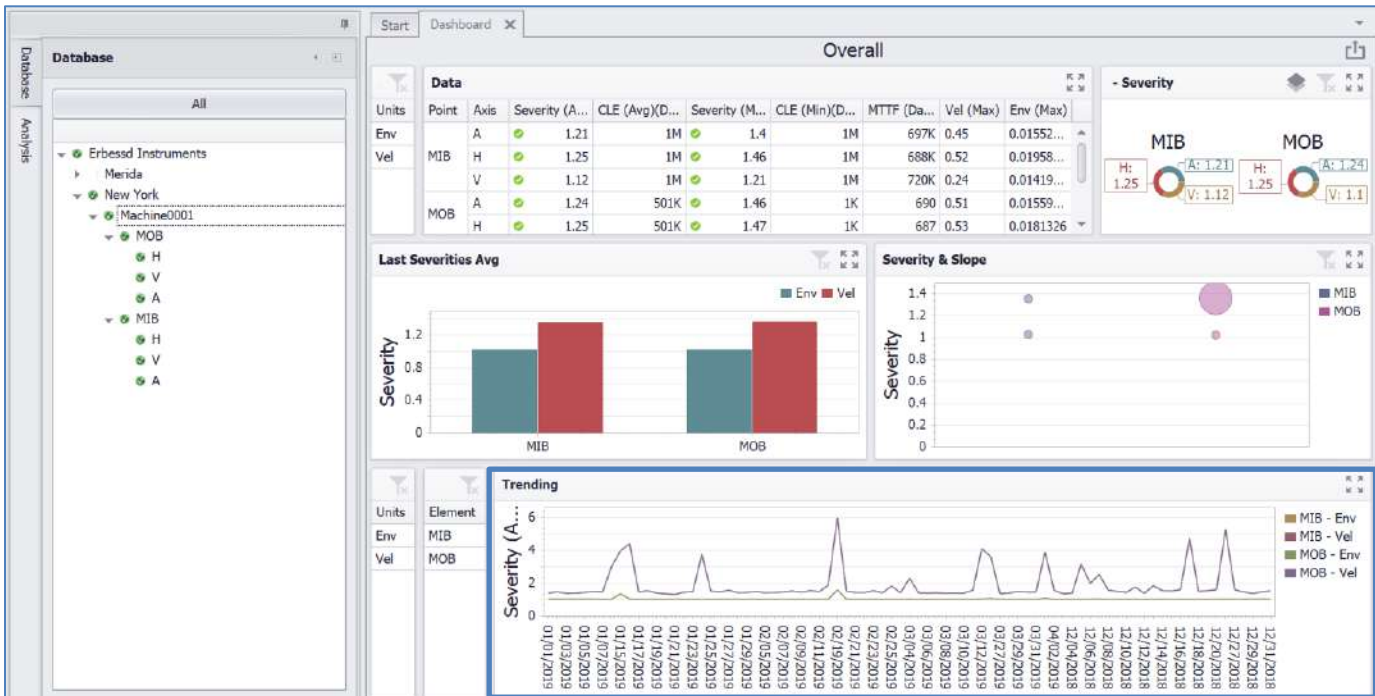 Start Dashboard
Overall
Database
Analysis
Database
All
Erbessd Instruments
Merida
New York
Machine0001
MOB
H
V
A
MIB
H
V
A
Units
Env
Vel
Data
Point Axis Severity (A... CLE (Avg)(D... Severity (M... CLE (Min)(D... MTTF (Da... Vel (Max) Env (Max)
MIB
A 1.21 1M 1.4 1M 697K 0.45 0.01552...
H 1.25 1M 1.46 1M 688K 0.52 0.01958...
V 1.12 1M 1.21 1M 720K 0.24 0.01419...
MOB
A 1.24 501K 1.46 1K 690 0.51 0.01559...
H 1.25 501K 1.47 1K 687 0.53 0.0181326
- Severity
MIB MOB
H: 1.25 A: 1.21 V: 1.12
H: 1.25 A: 1.24 V: 1.1
Last Severities Avg
Env Vel
Severity
1.2
0.8
0.4
0
MIB MOB
Severity & Slope
MIB
MOB
Severity
1.4
1.2
1
0.8
0.6
0.4
0.2
0
Units
Env
Vel
Element
MIB
MOB
Trending
Severity (A...
6
4
2
0
MIB - Env
MIB - Vel
MOB - Env
MOB - Vel
01/01/2019
01/03/2019
01/05/2019
01/07/2019
01/15/2019
01/17/2019
01/19/2019
01/21/2019
01/23/2019
01/25/2019
01/27/2019
01/29/2019
02/05/2019
02/07/2019
02/09/2019
02/11/2019
02/19/2019
02/21/2019
02/23/2019
02/25/2019
03/04/2019
03/06/2019
03/08/2019
03/10/2019
03/12/2019
03/27/2019
03/29/2019
03/31/2019
04/02/2019
12/04/2018
12/06/2018
12/08/2018
12/10/2018
12/12/2018
12/14/2018
12/16/2018
12/18/2018
12/20/2018
12/27/2018
12/29/2018
12/31/2018